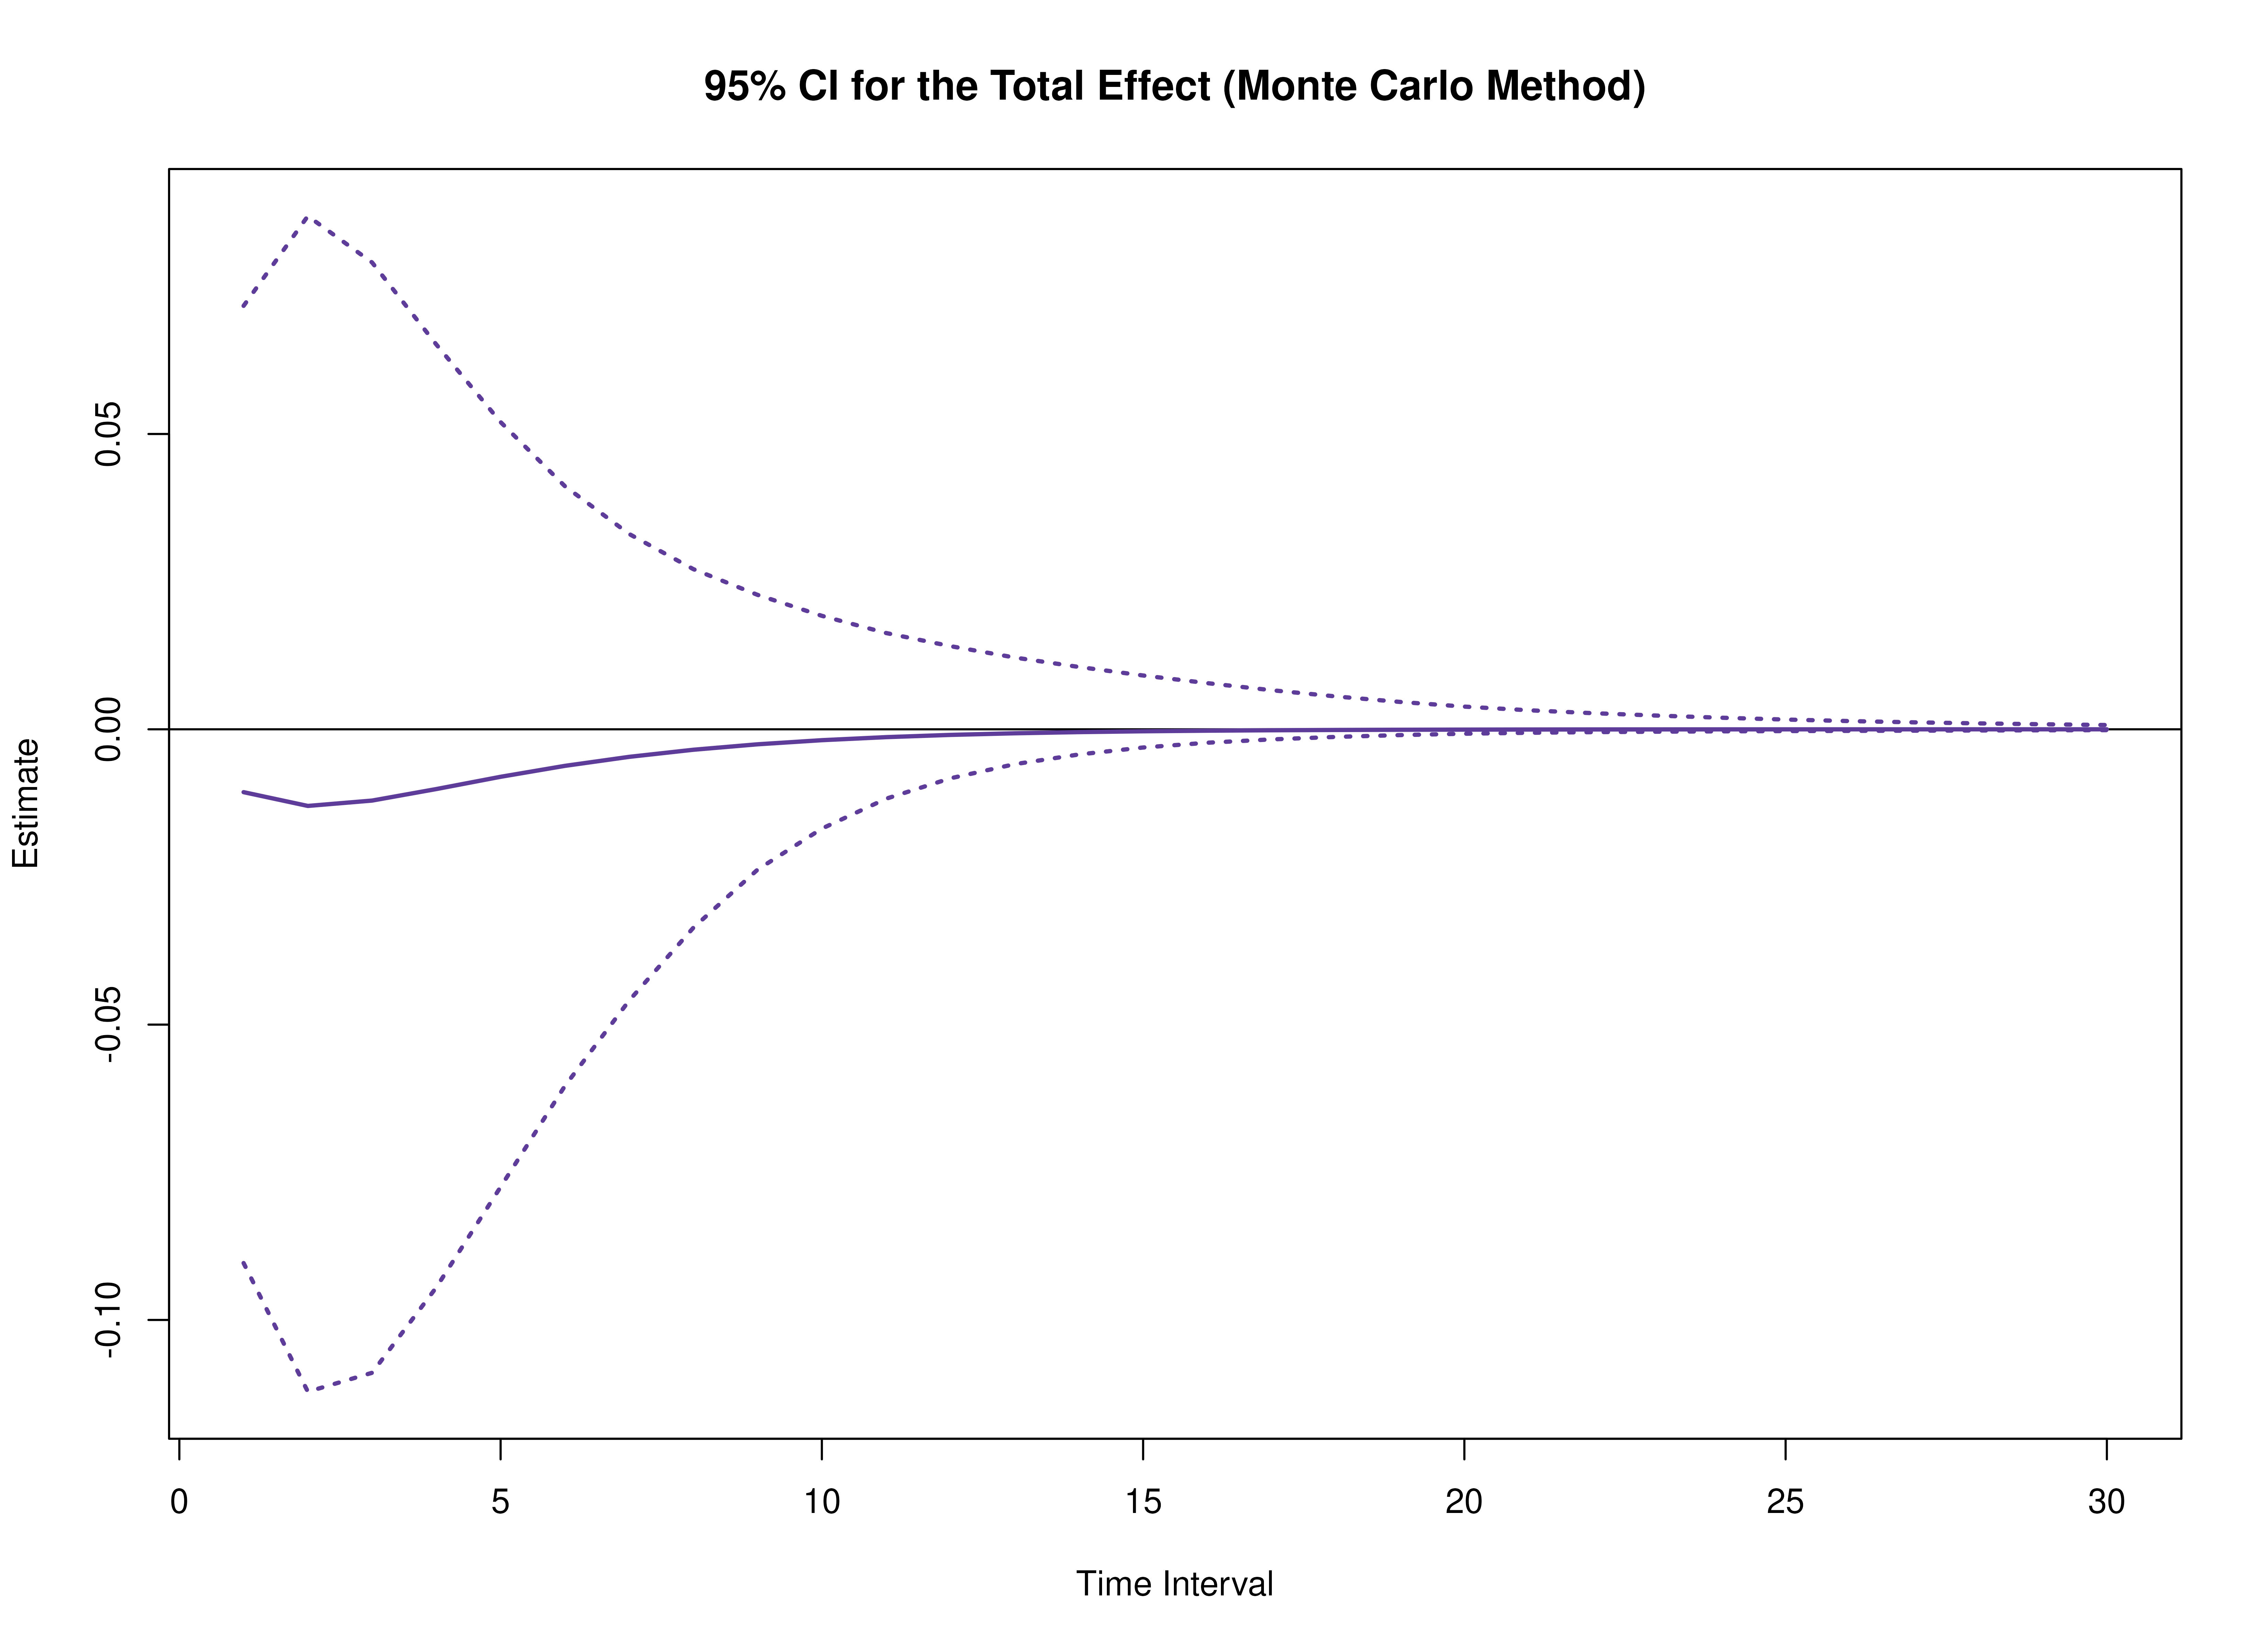 95% CI for the Total Effect (Monte Carlo Method)
Estimate
0.05
0.00
-0.05
-0.10
0 5 10 15 20 25 30
Time Interval